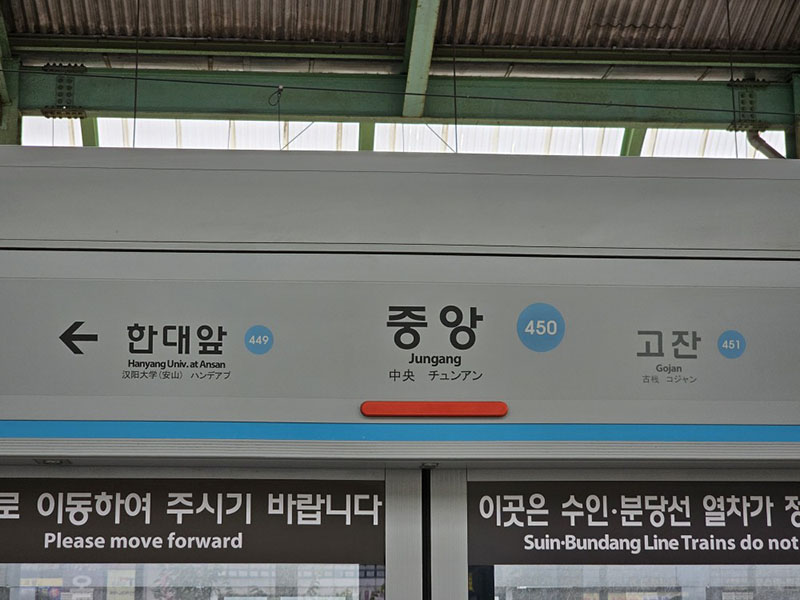 한대앞 449
Hanyang Univ. at Ansan
汉阳大学(安山) ハンデアプ
중앙 450
Jungang
中央 チュンアン
고잔 451
Gojan
古栈 コジャン
로 이동하여 주시기 바랍니다
Please move forward
이곳은 수인·분당선 열차가 정
Suin·Bundang Line Trains do not